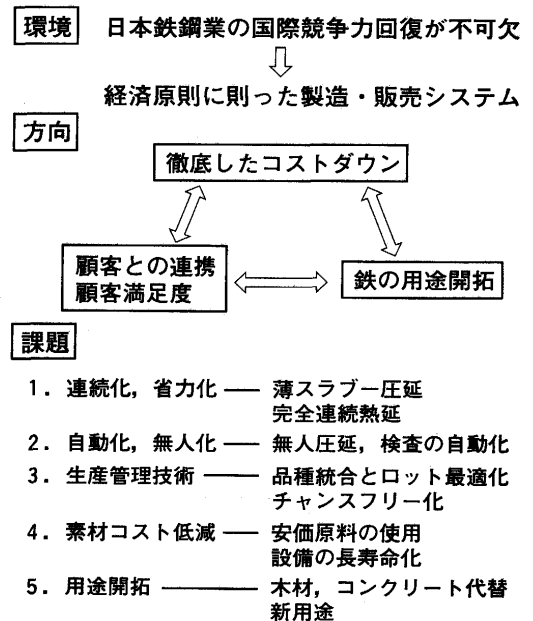 環境 日本鉄鋼業の国際競争力回復が不可欠
経済原則に則った製造・販売システム
方向
徹底したコストダウン
顧客との連携
顧客満足度
鉄の用途開拓
課題
1. 連続化，省力化 ―― 薄スラブー圧延
完全連続熱延
2. 自動化，無人化 ―― 無人圧延，検査の自動化
3. 生産管理技術 ―― 品種統合とロット最適化
チャンスフリー化
4. 素材コスト低減 ―― 安価原料の使用
設備の長寿命化
5. 用途開拓 ―――― 木材，コンクリート代替
新用途